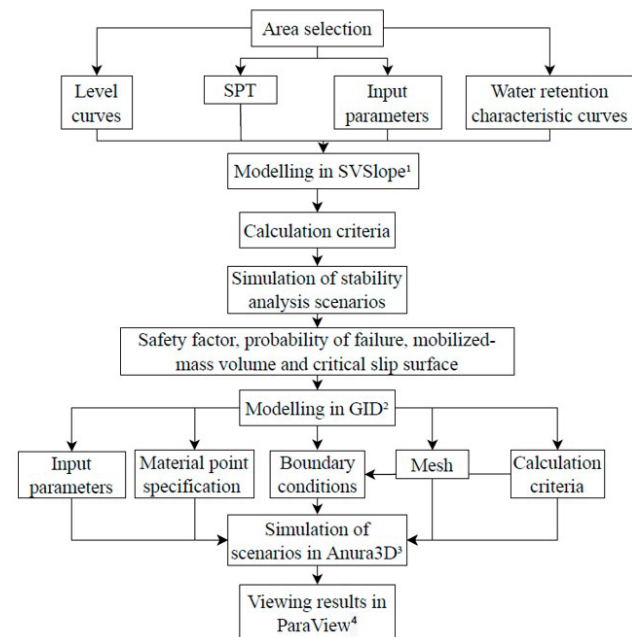 Area selection
Level
curves
SPT
Input
parameters
Water retention
characteristic curves
Modelling in SVSlope¹
Calculation criteria
Simulation of stability
analysis scenarios
Safety factor, probability of failure, mobilized-
mass volume and critical slip surface
Modelling in GID²
Input
parameters
Material point
specification
Boundary
conditions
Mesh
Calculation
criteria
Simulation of
scenarios in Anura3D³
Viewing results in
ParaView⁴